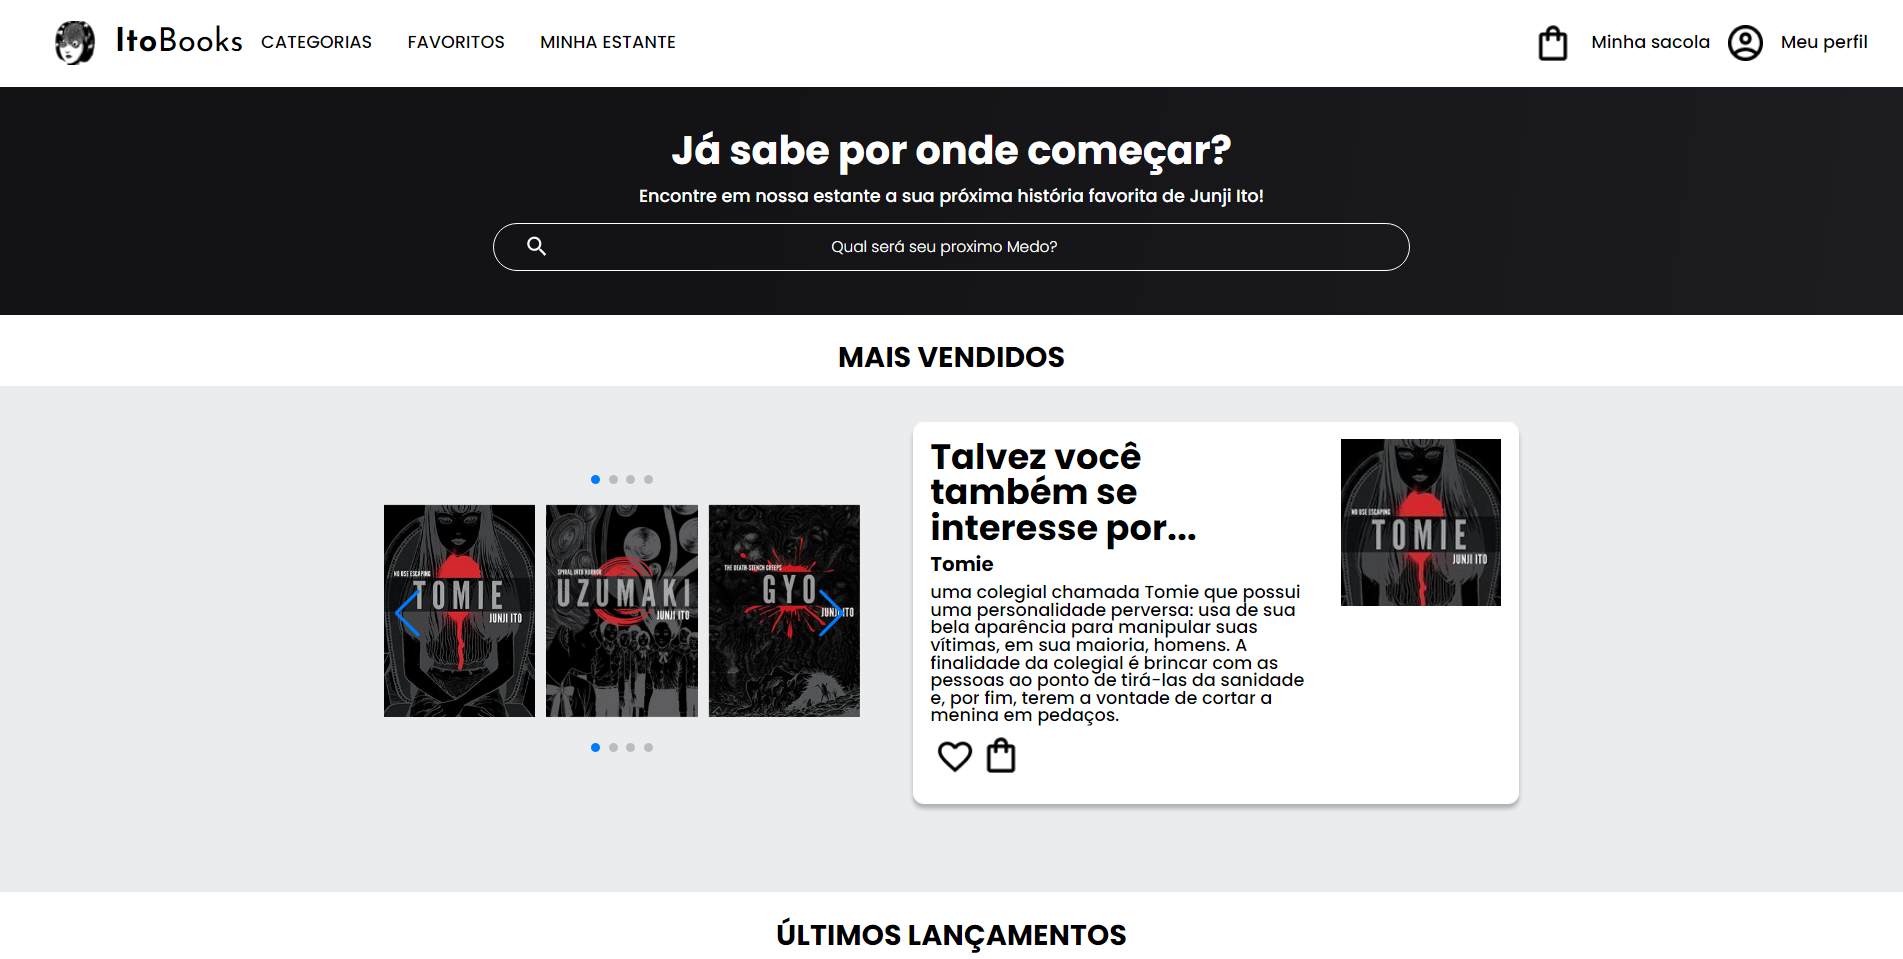 ItoBooks CATEGORIAS FAVORITOS MINHA ESTANTE Minha sacola Meu perfil
Já sabe por onde começar?
Encontre em nossa estante a sua próxima história favorita de Junji Ito!
Qual será seu proximo Medo?
MAIS VENDIDOS
NO USE ESCAPING
TOMIE
JUNJI ITO
SPIRAL INTO HORROR
UZUMAKI
JUNJI ITO
THE DEATH-STENCH CREEPS
GYO
JUNJI ITO
Talvez você
também se
interesse por...
Tomie
uma colegial chamada Tomie que possui
uma personalidade perversa: usa de sua
bela aparência para manipular suas
vítimas, em sua maioria, homens. A
finalidade da colegial é brincar com as
pessoas ao ponto de tirá-las da sanidade
e, por fim, terem a vontade de cortar a
menina em pedaços.
NO USE ESCAPING
TOMIE
JUNJI ITO
ÚLTIMOS LANÇAMENTOS